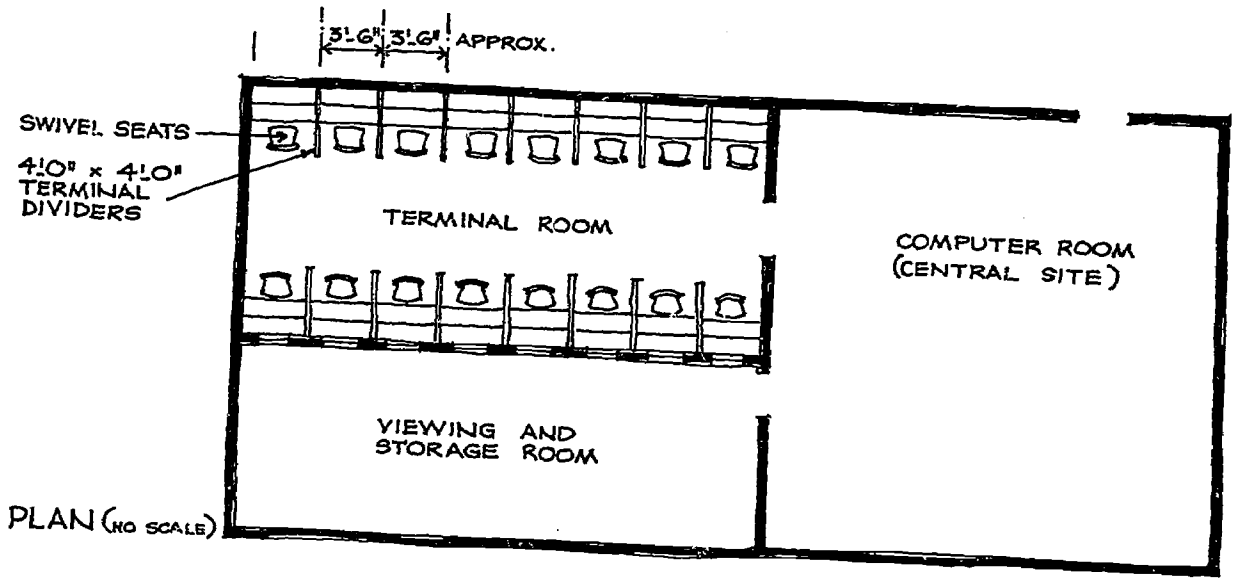 3'-6" 3'-6" APPROX.
SWIVEL SEATS
4'-0" x 4'-0"
TERMINAL
DIVIDERS
TERMINAL ROOM
COMPUTER ROOM
(CENTRAL SITE)
VIEWING AND
STORAGE ROOM
PLAN (NO SCALE)